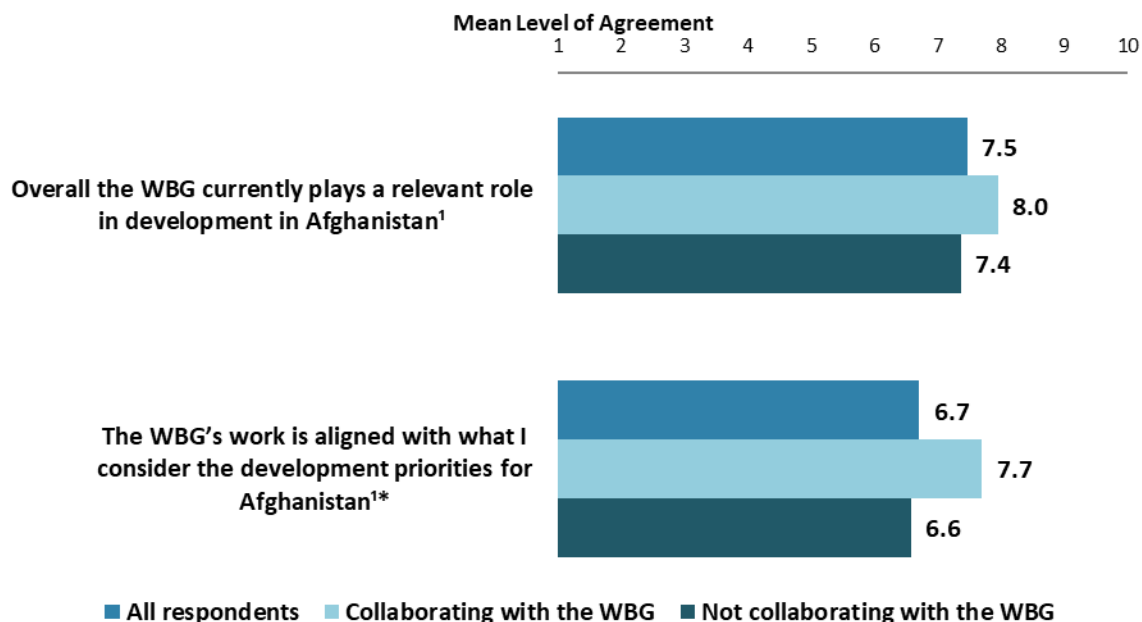 Mean Level of Agreement
1 2 3 4 5 6 7 8 9 10
Overall the WBG currently plays a relevant role
in development in Afghanistan¹
7.5
8.0
7.4
The WBG’s work is aligned with what I
consider the development priorities for
Afghanistan¹*
6.7
7.7
6.6
All respondents Collaborating with the WBG Not collaborating with the WBG